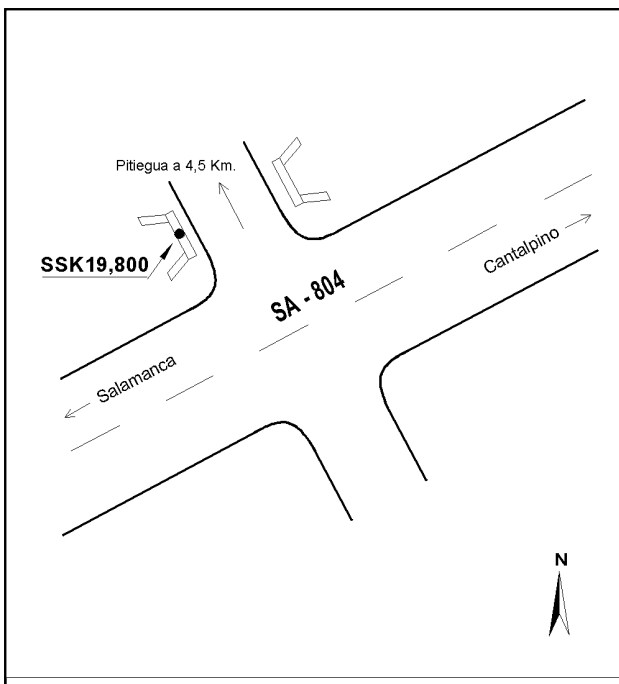 Pitiegua a 4,5 Km.
SSK19,800
SA - 804
Cantalpino
Salamanca
N